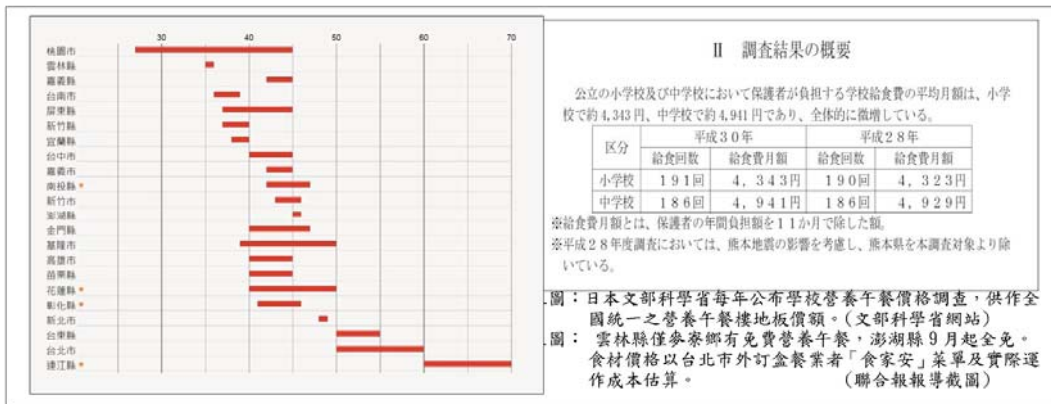 30 40 50 60 70
桃園市
雲林縣
嘉義縣
台南市
屏東縣
新竹縣
宜蘭縣
台中市
嘉義市
南投縣 *
新竹市
澎湖縣
金門縣
基隆市
高雄市
苗栗縣
花蓮縣 *
彰化縣 *
新北市
台東縣
台北市
連江縣 *
Ⅱ 調査結果の概要
公立の小学校及び中学校において保護者が負担する学校給食費の平均月額は、小学
校で約4,343円、中学校で約4,941円であり、全体的に微増している。
区分 平成30年 平成28年
給食回数 給食費月額 給食回数 給食費月額
小学校 191回 4,343円 190回 4,323円
中学校 186回 4,941円 186回 4,929円
※給食費月額とは、保護者の年間負担額を11か月で除した額。
※平成28年度調査においては、熊本地震の影響を考慮し、熊本県を本調査対象より除
いている。
圖：日本文部科學省每年公布學校營養午餐價格調查，供作全
國統一之營養午餐樓地板價額。(文部科學省網站)
圖： 雲林縣僅麥寮鄉有免費營養午餐，澎湖縣9月起全免。
食材價格以台北市外訂盒餐業者「食家安」菜單及實際運
作成本估算。 (聯合報報導截圖)